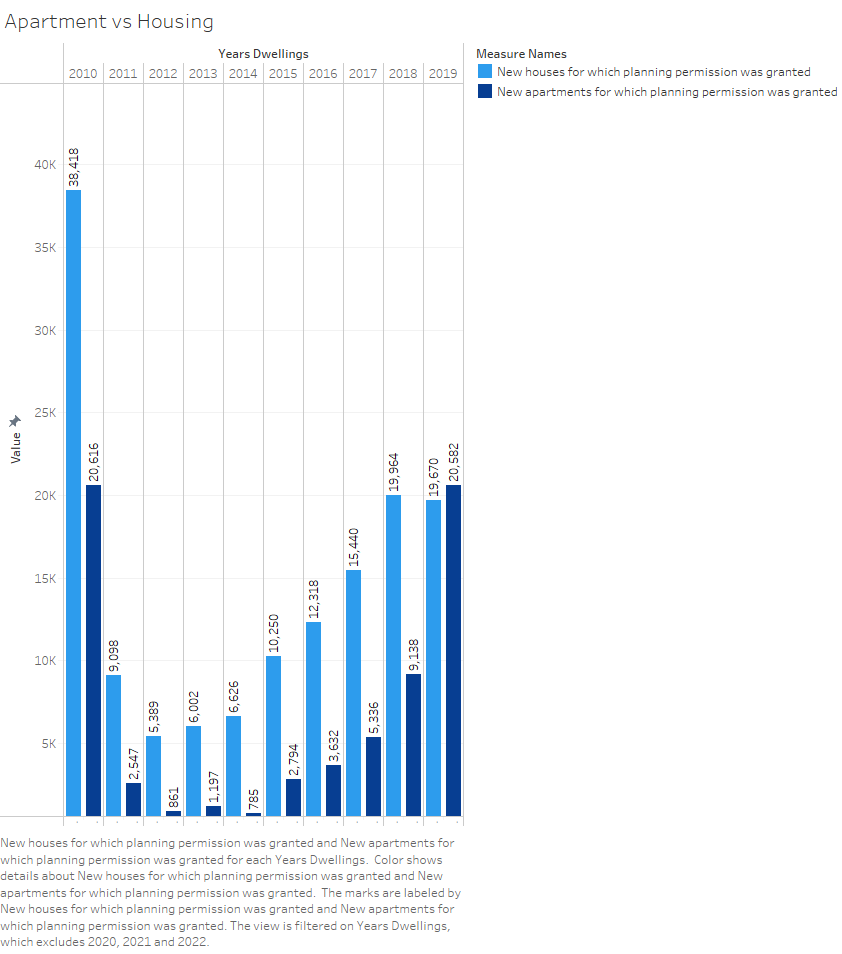 Apartment vs Housing
Years Dwellings
2010 2011 2012 2013 2014 2015 2016 2017 2018 2019
Measure Names
New houses for which planning permission was granted
New apartments for which planning permission was granted
40K
35K
30K
25K
20K
15K
10K
5K
Value
38,418
20,616
9,098
2,547
5,389
861
6,002
1,197
6,626
785
10,250
2,794
12,318
3,632
15,440
5,336
19,964
9,138
19,670
20,582
New houses for which planning permission was granted and New apartments for
which planning permission was granted for each Years Dwellings.  Color shows
details about New houses for which planning permission was granted and New
apartments for which planning permission was granted.  The marks are labeled by
New houses for which planning permission was granted and New apartments for
which planning permission was granted. The view is filtered on Years Dwellings,
which excludes 2020, 2021 and 2022.